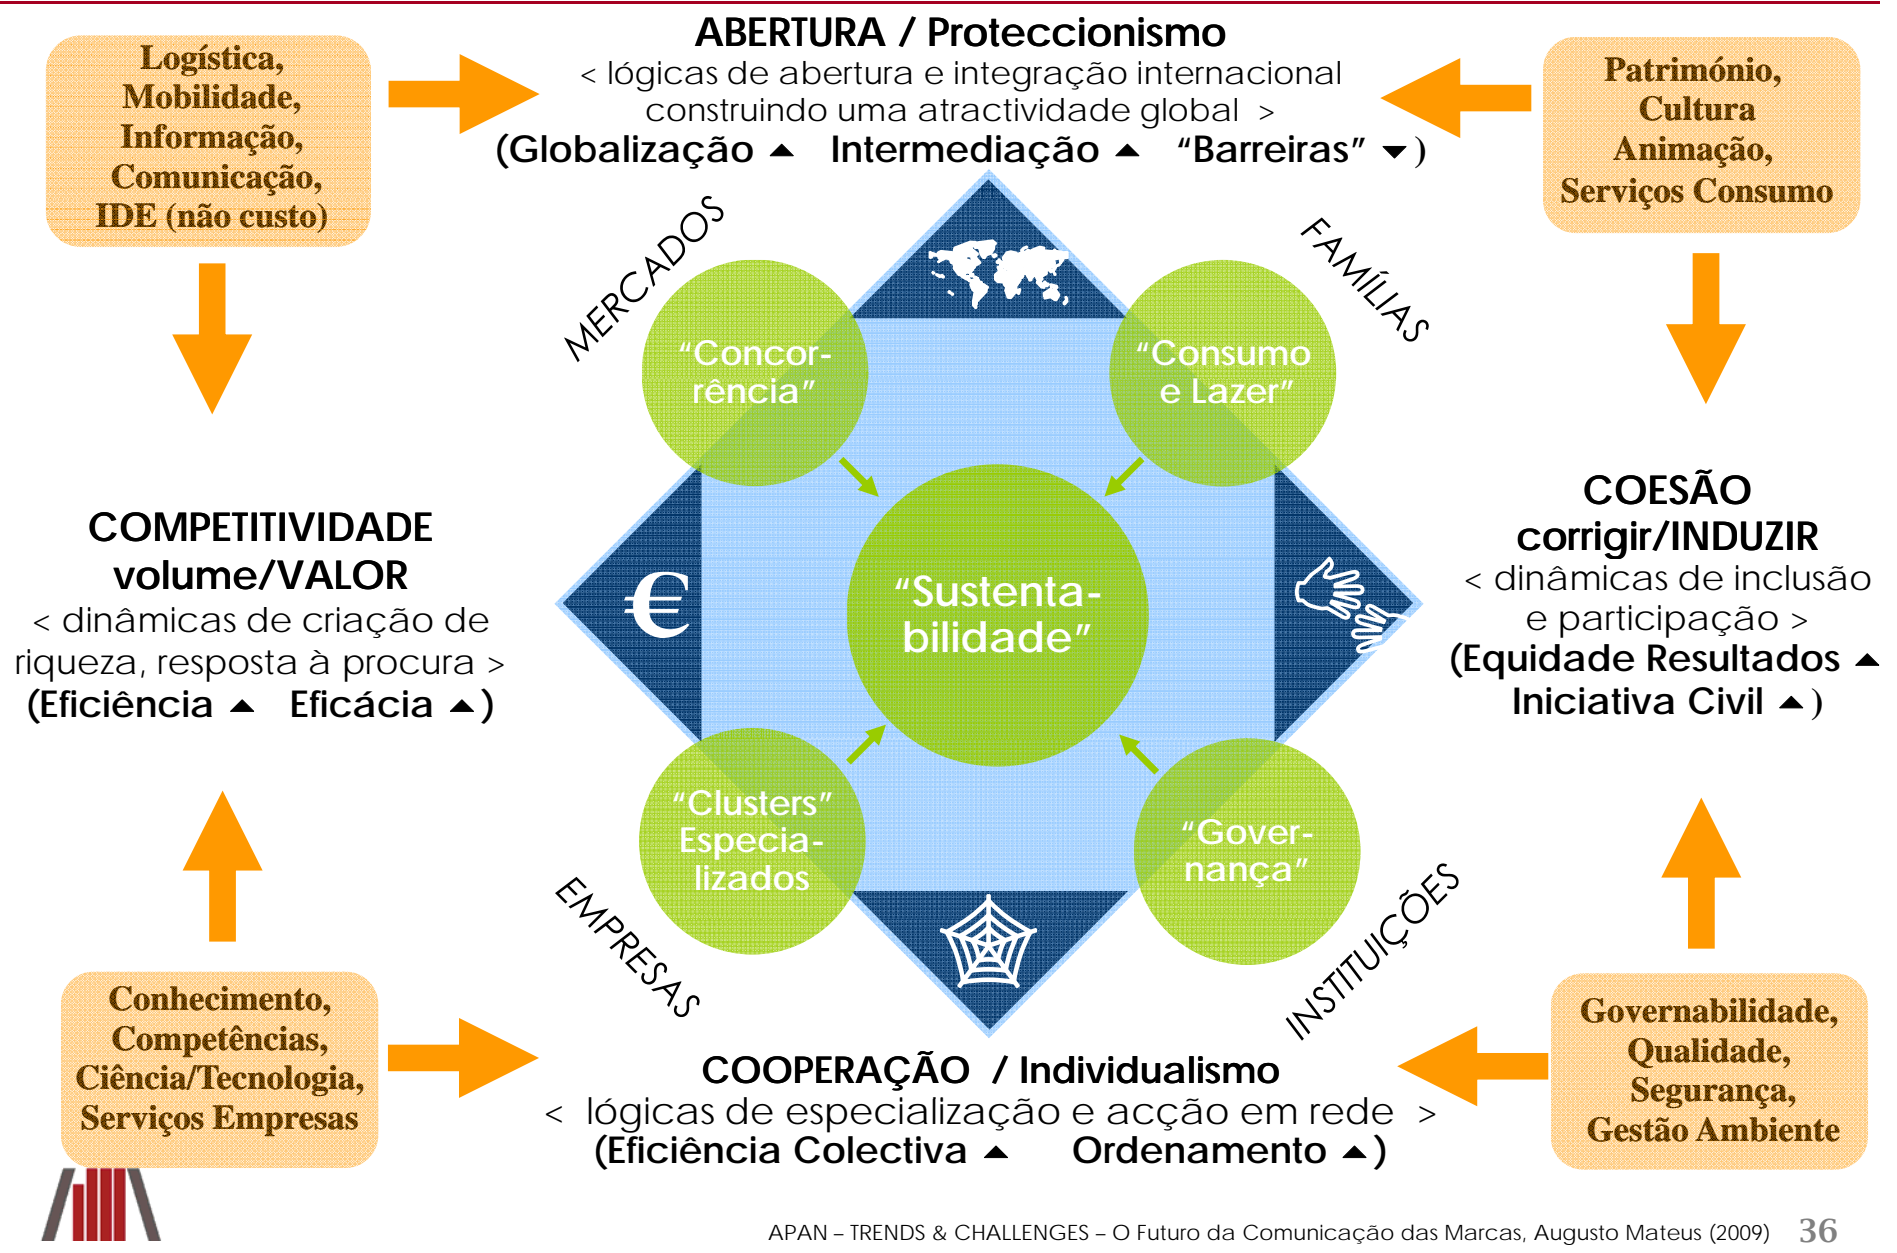 ABERTURA / Proteccionismo
< lógicas de abertura e integração internacional
construindo uma atractividade global >
(Globalização ▲ Intermediação ▲ “Barreiras” ▼)
Logística,
Mobilidade,
Informação,
Comunicação,
IDE (não custo)
Património,
Cultura
Animação,
Serviços Consumo
MERCADOS
FAMÍLIAS
“Concor-
rência”
“Consumo
e Lazer”
COMPETITIVIDADE
volume/VALOR
< dinâmicas de criação de
riqueza, resposta à procura >
(Eficiência ▲ Eficácia ▲)
€
“Sustenta-
bilidade”
COESÃO
corrigir/INDUZIR
< dinâmicas de inclusão
e participação >
(Equidade Resultados ▲
Iniciativa Civil ▲)
“Clusters”
Especia-
lizados
“Gover-
nança”
EMPRESAS
INSTITUIÇÕES
Conhecimento,
Competências,
Ciência/Tecnologia,
Serviços Empresas
Governabilidade,
Qualidade,
Segurança,
Gestão Ambiente
COOPERAÇÃO / Individualismo
< lógicas de especialização e acção em rede >
(Eficiência Colectiva ▲ Ordenamento ▲)
APAN – TRENDS & CHALLENGES – O Futuro da Comunicação das Marcas, Augusto Mateus (2009) 36